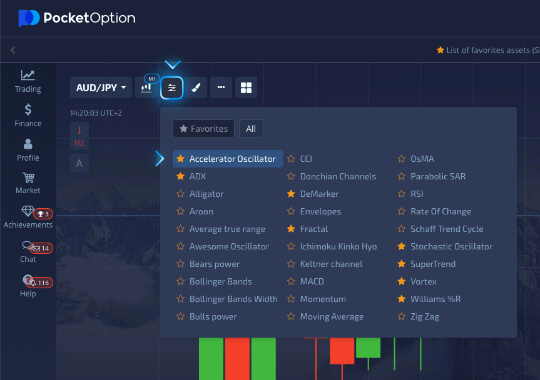 PocketOption
List of favorites assets (S
Trading
Finance
Profile
Market
Achievements
3
Chat
14
Help
116
AUD/JPY
M1
14:20:03 UTC+2
M2
A
Favorites
All
Accelerator Oscillator
ADX
Alligator
Aroon
Average true range
Awesome Oscillator
Bears power
Bollinger Bands
Bollinger Bands Width
Bulls power
CCI
Donchian Channels
DeMarker
Envelopes
Fractal
Ichimoku Kinko Hyo
Keltner channel
MACD
Momentum
Moving Average
OsMA
Parabolic SAR
RSI
Rate Of Change
Schaff Trend Cycle
Stochastic Oscillator
SuperTrend
Vortex
Williams %R
Zig Zag